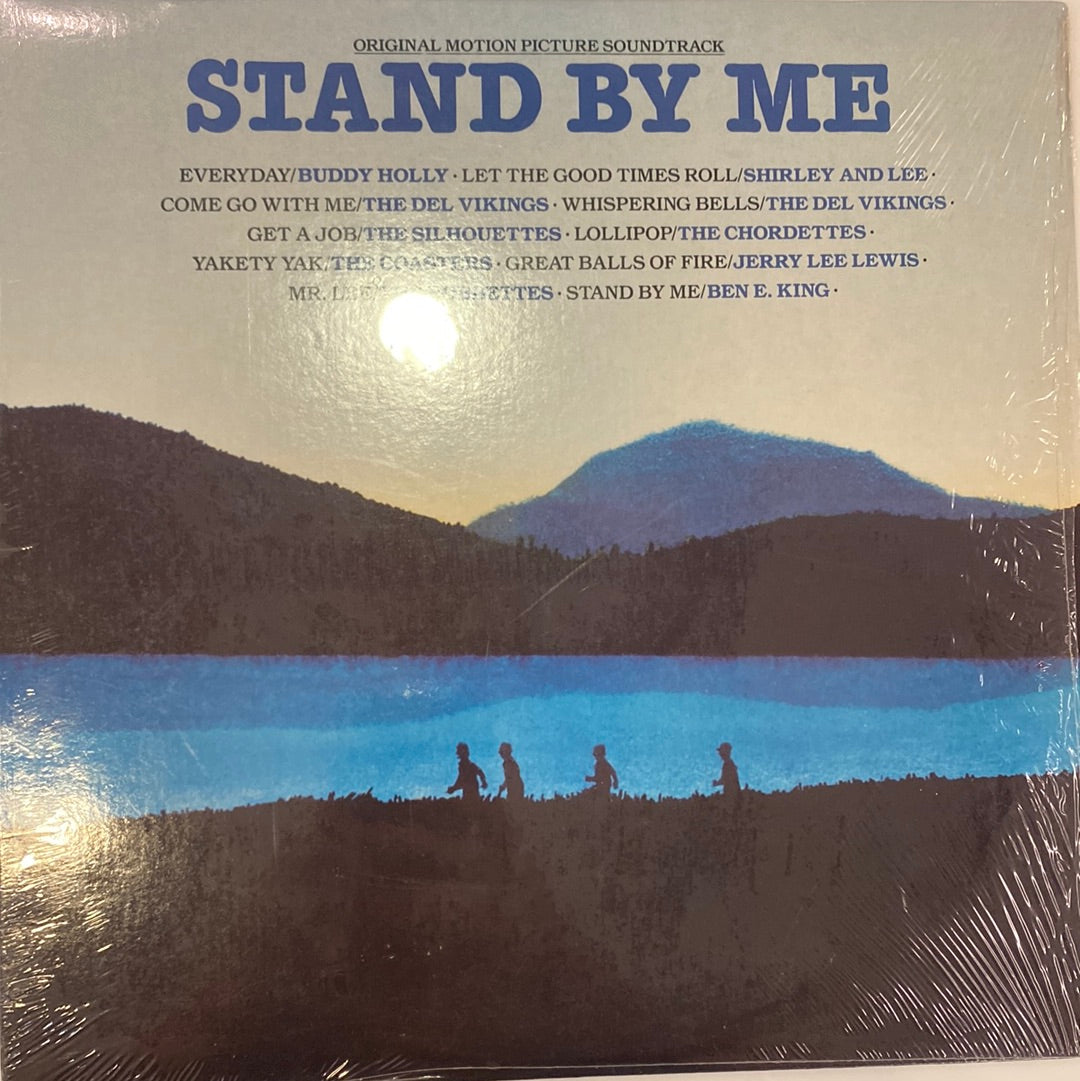 ORIGINAL MOTION PICTURE SOUNDTRACK
STAND BY ME
EVERYDAY/BUDDY HOLLY · LET THE GOOD TIMES ROLL/SHIRLEY AND LEE ·
COME GO WITH ME/THE DEL VIKINGS · WHISPERING BELLS/THE DEL VIKINGS ·
GET A JOB/THE SILHOUETTES · LOLLIPOP/THE CHORDETTES ·
YAKETY YAK/THE COASTERS · GREAT BALLS OF FIRE/JERRY LEE LEWIS ·
MR. LEE/ · STAND BY ME/BEN E. KING ·